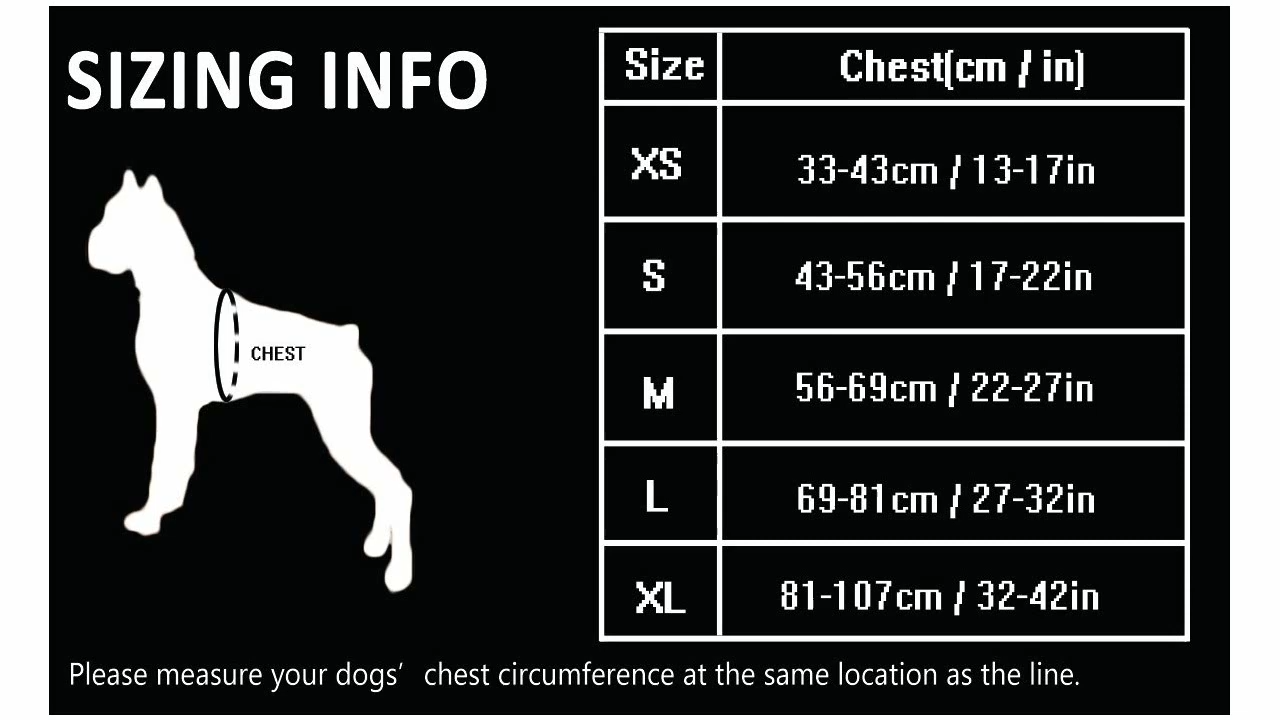 SIZING INFO
CHEST
Size Chest(cm / in)
XS 33-43cm / 13-17in
S 43-56cm / 17-22in
M 56-69cm / 22-27in
L 69-81cm / 27-32in
XL 81-107cm / 32-42in
Please measure your dogs’ chest circumference at the same location as the line.